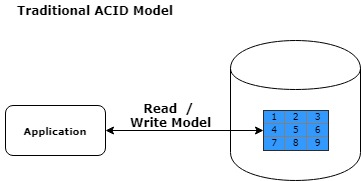 Traditional ACID Model
Read /
Write Model
Application
1 2 3
4 5 6
7 8 9